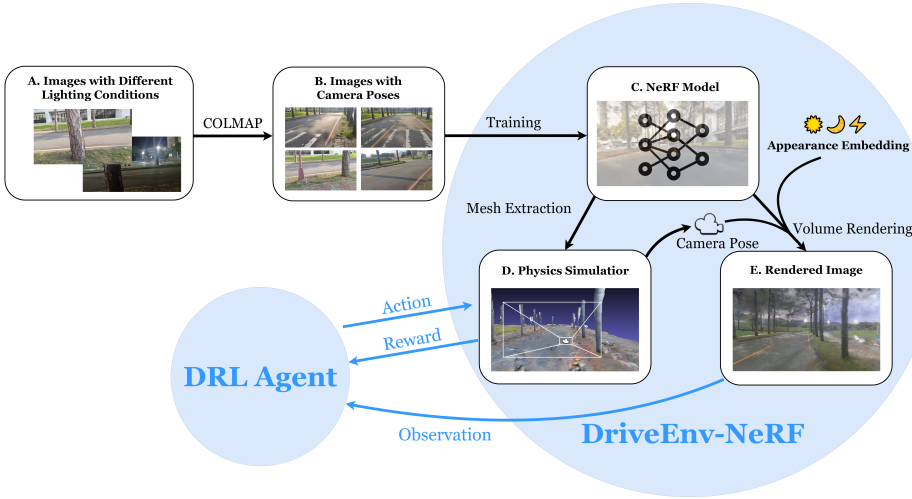 A. Images with Different
Lighting Conditions
COLMAP
B. Images with
Camera Poses
Training
C. NeRF Model
Appearance Embedding
Mesh Extraction
Camera Pose
Volume Rendering
D. Physics Simulatior
E. Rendered Image
Action
Reward
DRL Agent
Observation
DriveEnv-NeRF